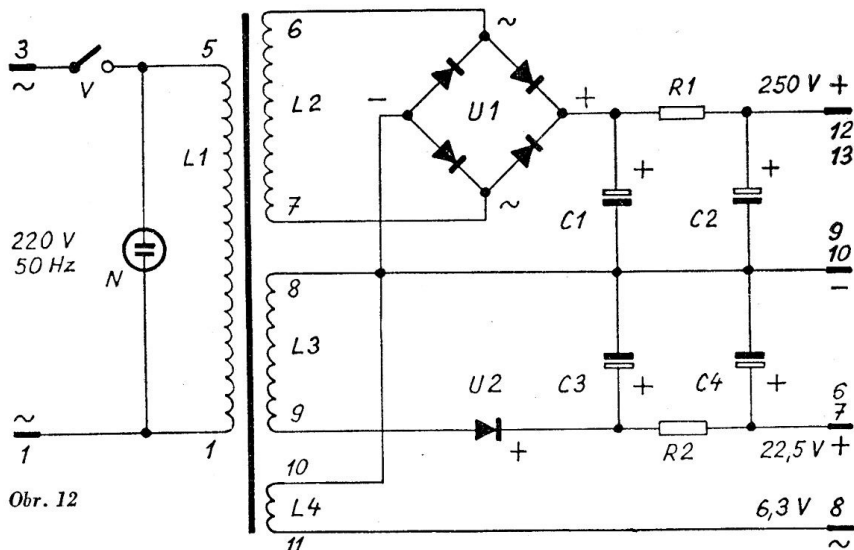 3
~
V
5
L1
220 V
50 Hz
N
~
1
1
Obr. 12
6
L2
7
8
L3
9
10
L4
11
~
−
U1
+
~
R1
250 V +
12
13
+
C1
+
C2
9
10
−
U2
+
C3
+
C4
+
R2
6
7
22,5 V +
6,3 V
8
~